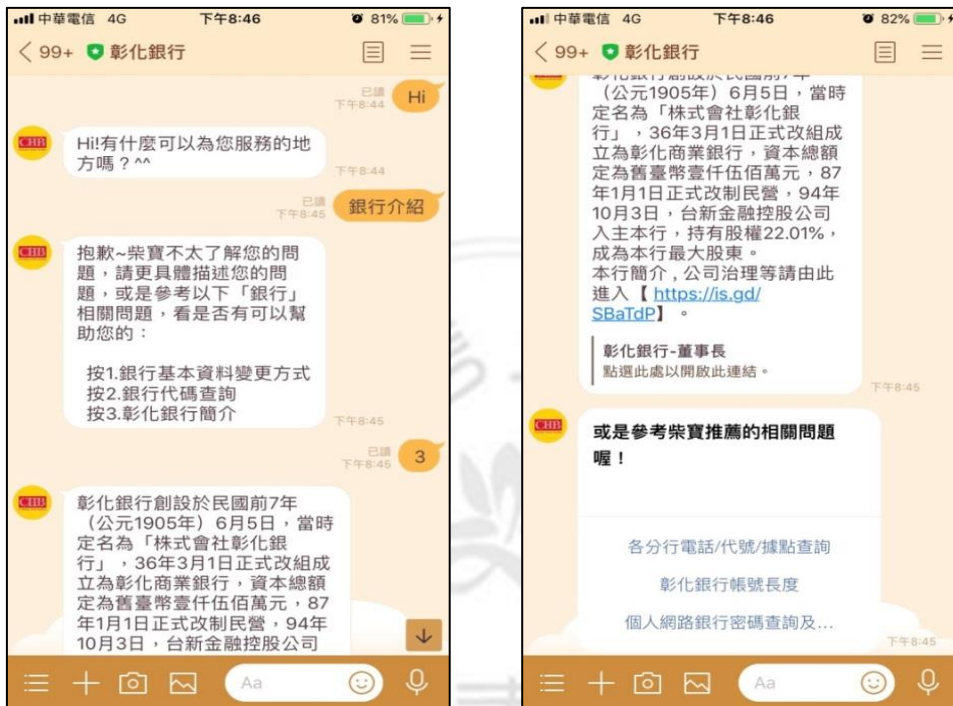 中華電信 4G 下午8:46 81%
99+ 彰化銀行
已讀
下午8:44
Hi
CHB
Hi!有什麼可以為您服務的地
方嗎？^^
下午8:44
已讀
下午8:45
銀行介紹
CHB
抱歉~柴寶不太了解您的問
題，請更具體描述您的問
題，或是參考以下「銀行」
相關問題，看是否有可以幫
助您的：
按1.銀行基本資料變更方式
按2.銀行代碼查詢
按3.彰化銀行簡介
下午8:45
已讀
下午8:45
3
CHB
彰化銀行創設於民國前7年
（公元1905年）6月5日，當時
定名為「株式會社彰化銀
行」，36年3月1日正式改組成
立為彰化商業銀行，資本總額
定為舊臺幣壹仟伍佰萬元，87
年1月1日正式改制民營，94年
10月3日，台新金融控股公司
Aa
中華電信 4G 下午8:46 82%
99+ 彰化銀行
彰化銀行創設於民國前7年
（公元1905年）6月5日，當時
定名為「株式會社彰化銀
行」，36年3月1日正式改組成
立為彰化商業銀行，資本總額
定為舊臺幣壹仟伍佰萬元，87
年1月1日正式改制民營，94年
10月3日，台新金融控股公司
入主本行，持有股權22.01%，
成為本行最大股東。
本行簡介，公司治理等請由此
進入【 https://is.gd/
SBaTdP】。
彰化銀行-董事長
點選此處以開啟此連結。
下午8:45
CHB
或是參考柴寶推薦的相關問題
喔！
各分行電話/代號/據點查詢
彰化銀行帳號長度
個人網路銀行密碼查詢及...
下午8:45
Aa